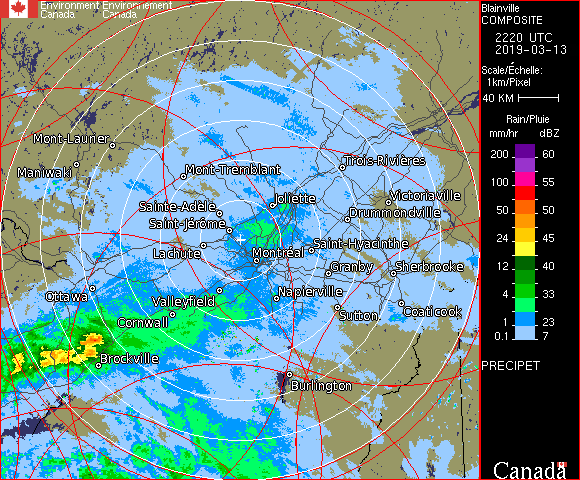 Environment Environnement
Canada Canada
Blainville
COMPOSITE
2220 UTC
2019-03-13
Scale/Échelle:
1km/Pixel
40 KM
Rain/Pluie
mm/hr dBZ
200 60
100 55
50 50
24 45
12 40
4 33
1 23
0.1 7
PRECIPET
Canada
Mont-Laurier
Maniwaki
Mont-Tremblant
Trois-Rivières
Sainte-Adèle
Joliette
Victoriaville
Drummondville
Saint-Jérôme
Lachute
Montréal
Saint-Hyacinthe
Granby
Sherbrooke
Ottawa
Valleyfield
Napierville
Cornwall
Sutton
Coaticook
Brockville
Burlington